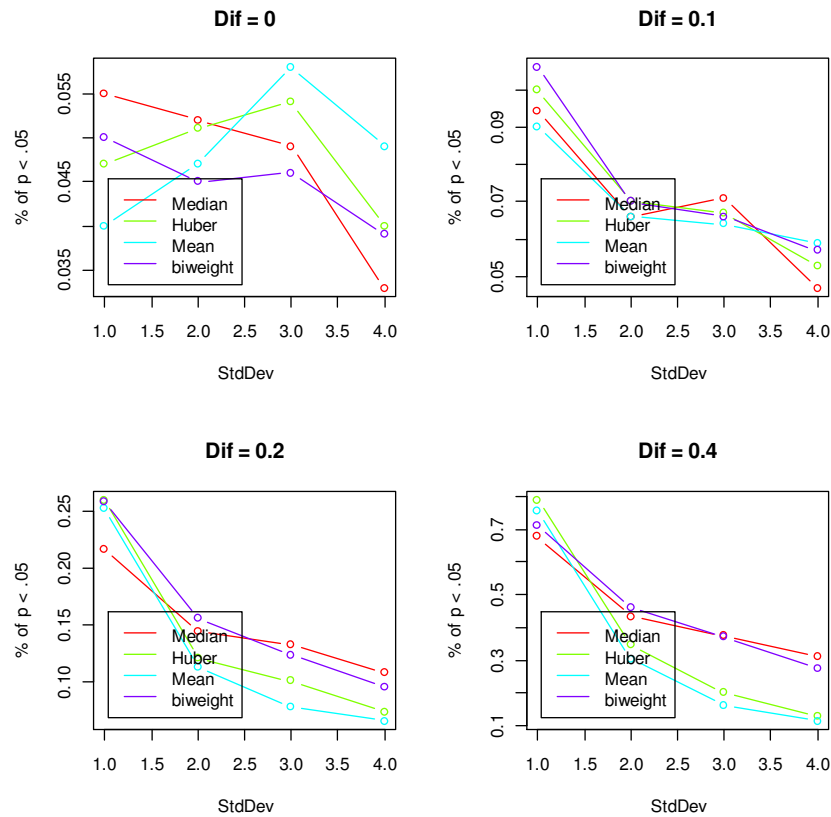 Dif = 0
% of p < .05
0.035
0.045
0.055
Median
Huber
Mean
biweight
1.0 1.5 2.0 2.5 3.0 3.5 4.0
StdDev
Dif = 0.1
% of p < .05
0.05
0.07
0.09
Median
Huber
Mean
biweight
1.0 1.5 2.0 2.5 3.0 3.5 4.0
StdDev
Dif = 0.2
% of p < .05
0.10
0.15
0.20
0.25
Median
Huber
Mean
biweight
1.0 1.5 2.0 2.5 3.0 3.5 4.0
StdDev
Dif = 0.4
% of p < .05
0.1
0.3
0.5
0.7
Median
Huber
Mean
biweight
1.0 1.5 2.0 2.5 3.0 3.5 4.0
StdDev